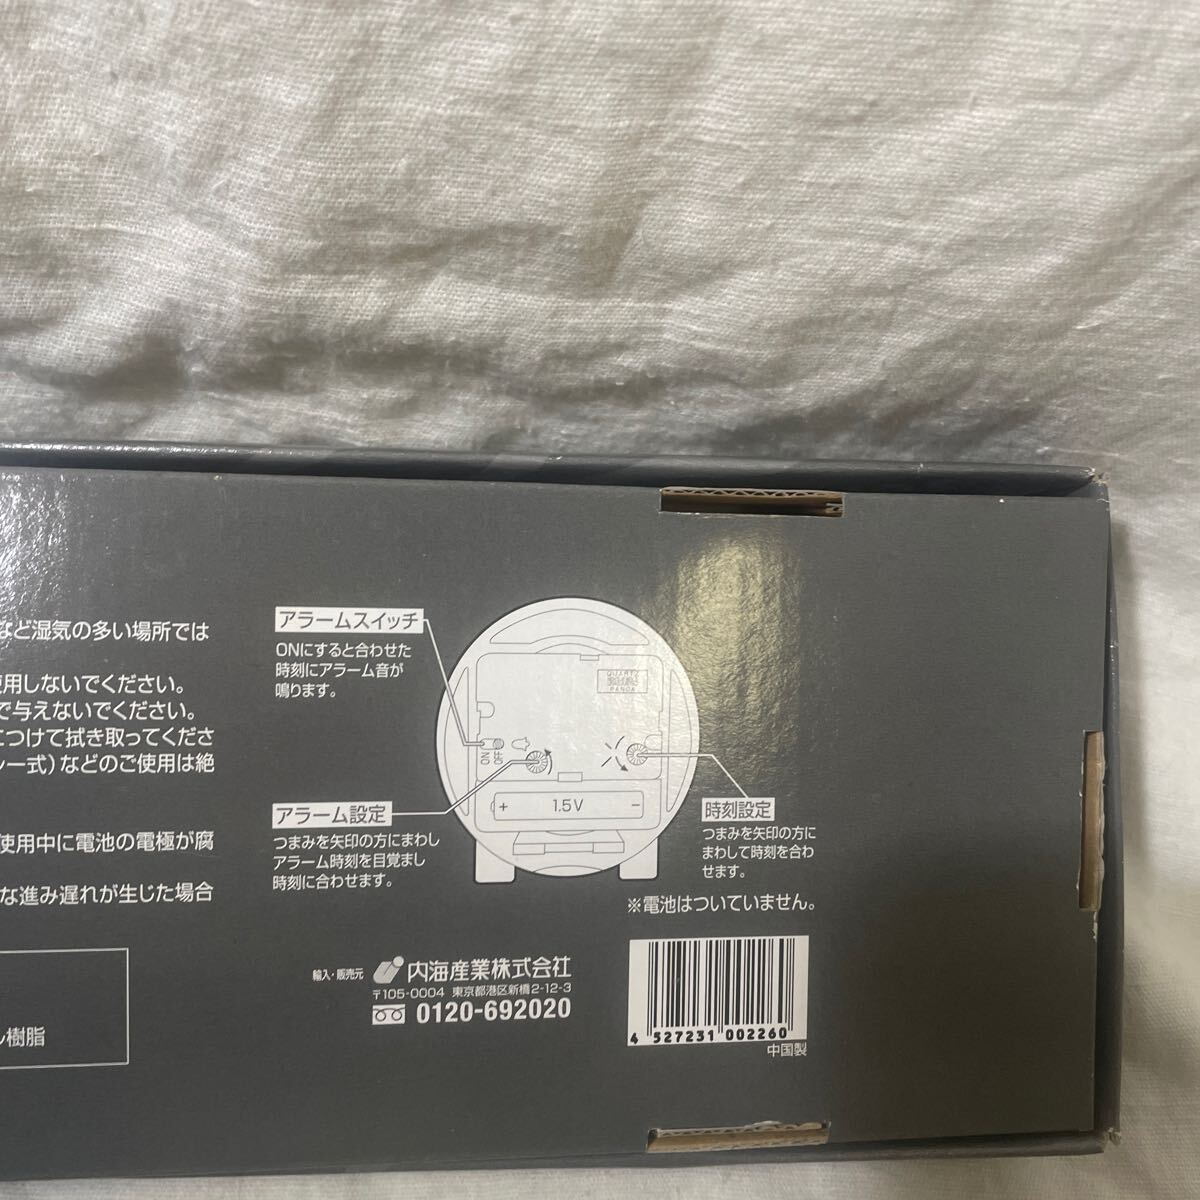 など湿気の多い場所では
使用しないでください。
で与えないでください。
につけて拭き取ってくださ
レー式)などのご使用は絶
使用中に電池の電極が腐
な進み遅れが生じた場合
ル樹脂
アラームスイッチ
ONにすると合わせた
時刻にアラーム音が
鳴ります。
QUARTZ
PANDA
ON
OFF
+ 1.5V −
アラーム設定
つまみを矢印の方にまわし
アラーム時刻を目覚まし
時刻に合わせます。
時刻設定
つまみを矢印の方に
まわして時刻を合わ
せます。
※電池はついていません。
輸入・販売元 内海産業株式会社
〒105-0004 東京都港区新橋2-12-3
0120-692020
4 527231 002260
中国製